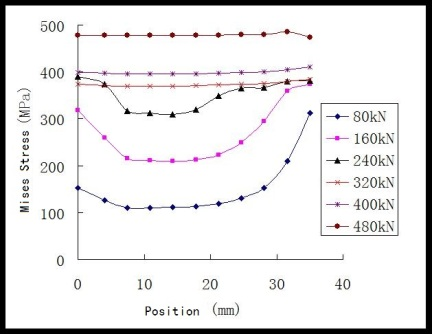 500
400
300
200
100
0
Mises Stress(MPa)
0 10 20 30 40
Position (mm)
80kN
160kN
240kN
320kN
400kN
480kN